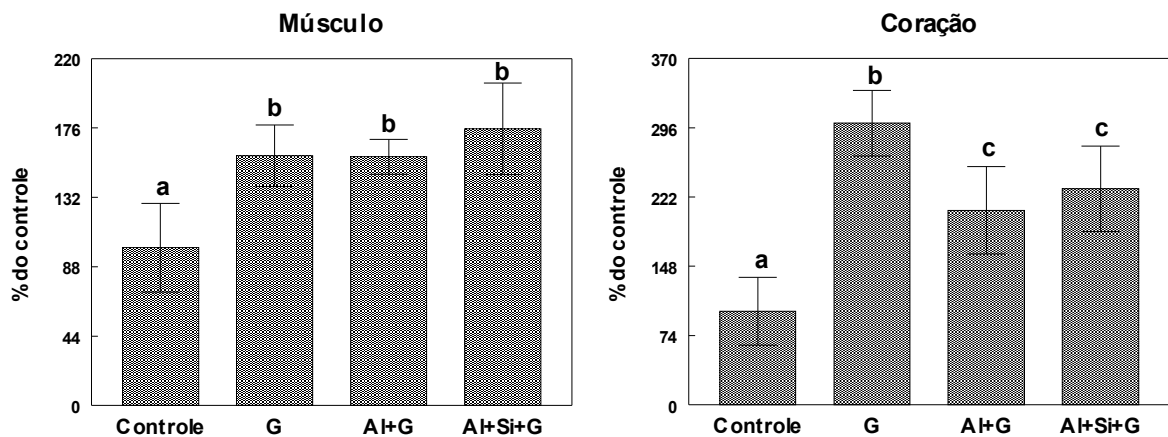 Músculo
% do controle
220
176
132
88
44
0
a
b
b
b
Controle
G
Al+G
Al+Si+G
Coração
% do controle
370
296
222
148
74
0
a
b
c
c
Controle
G
Al+G
Al+Si+G